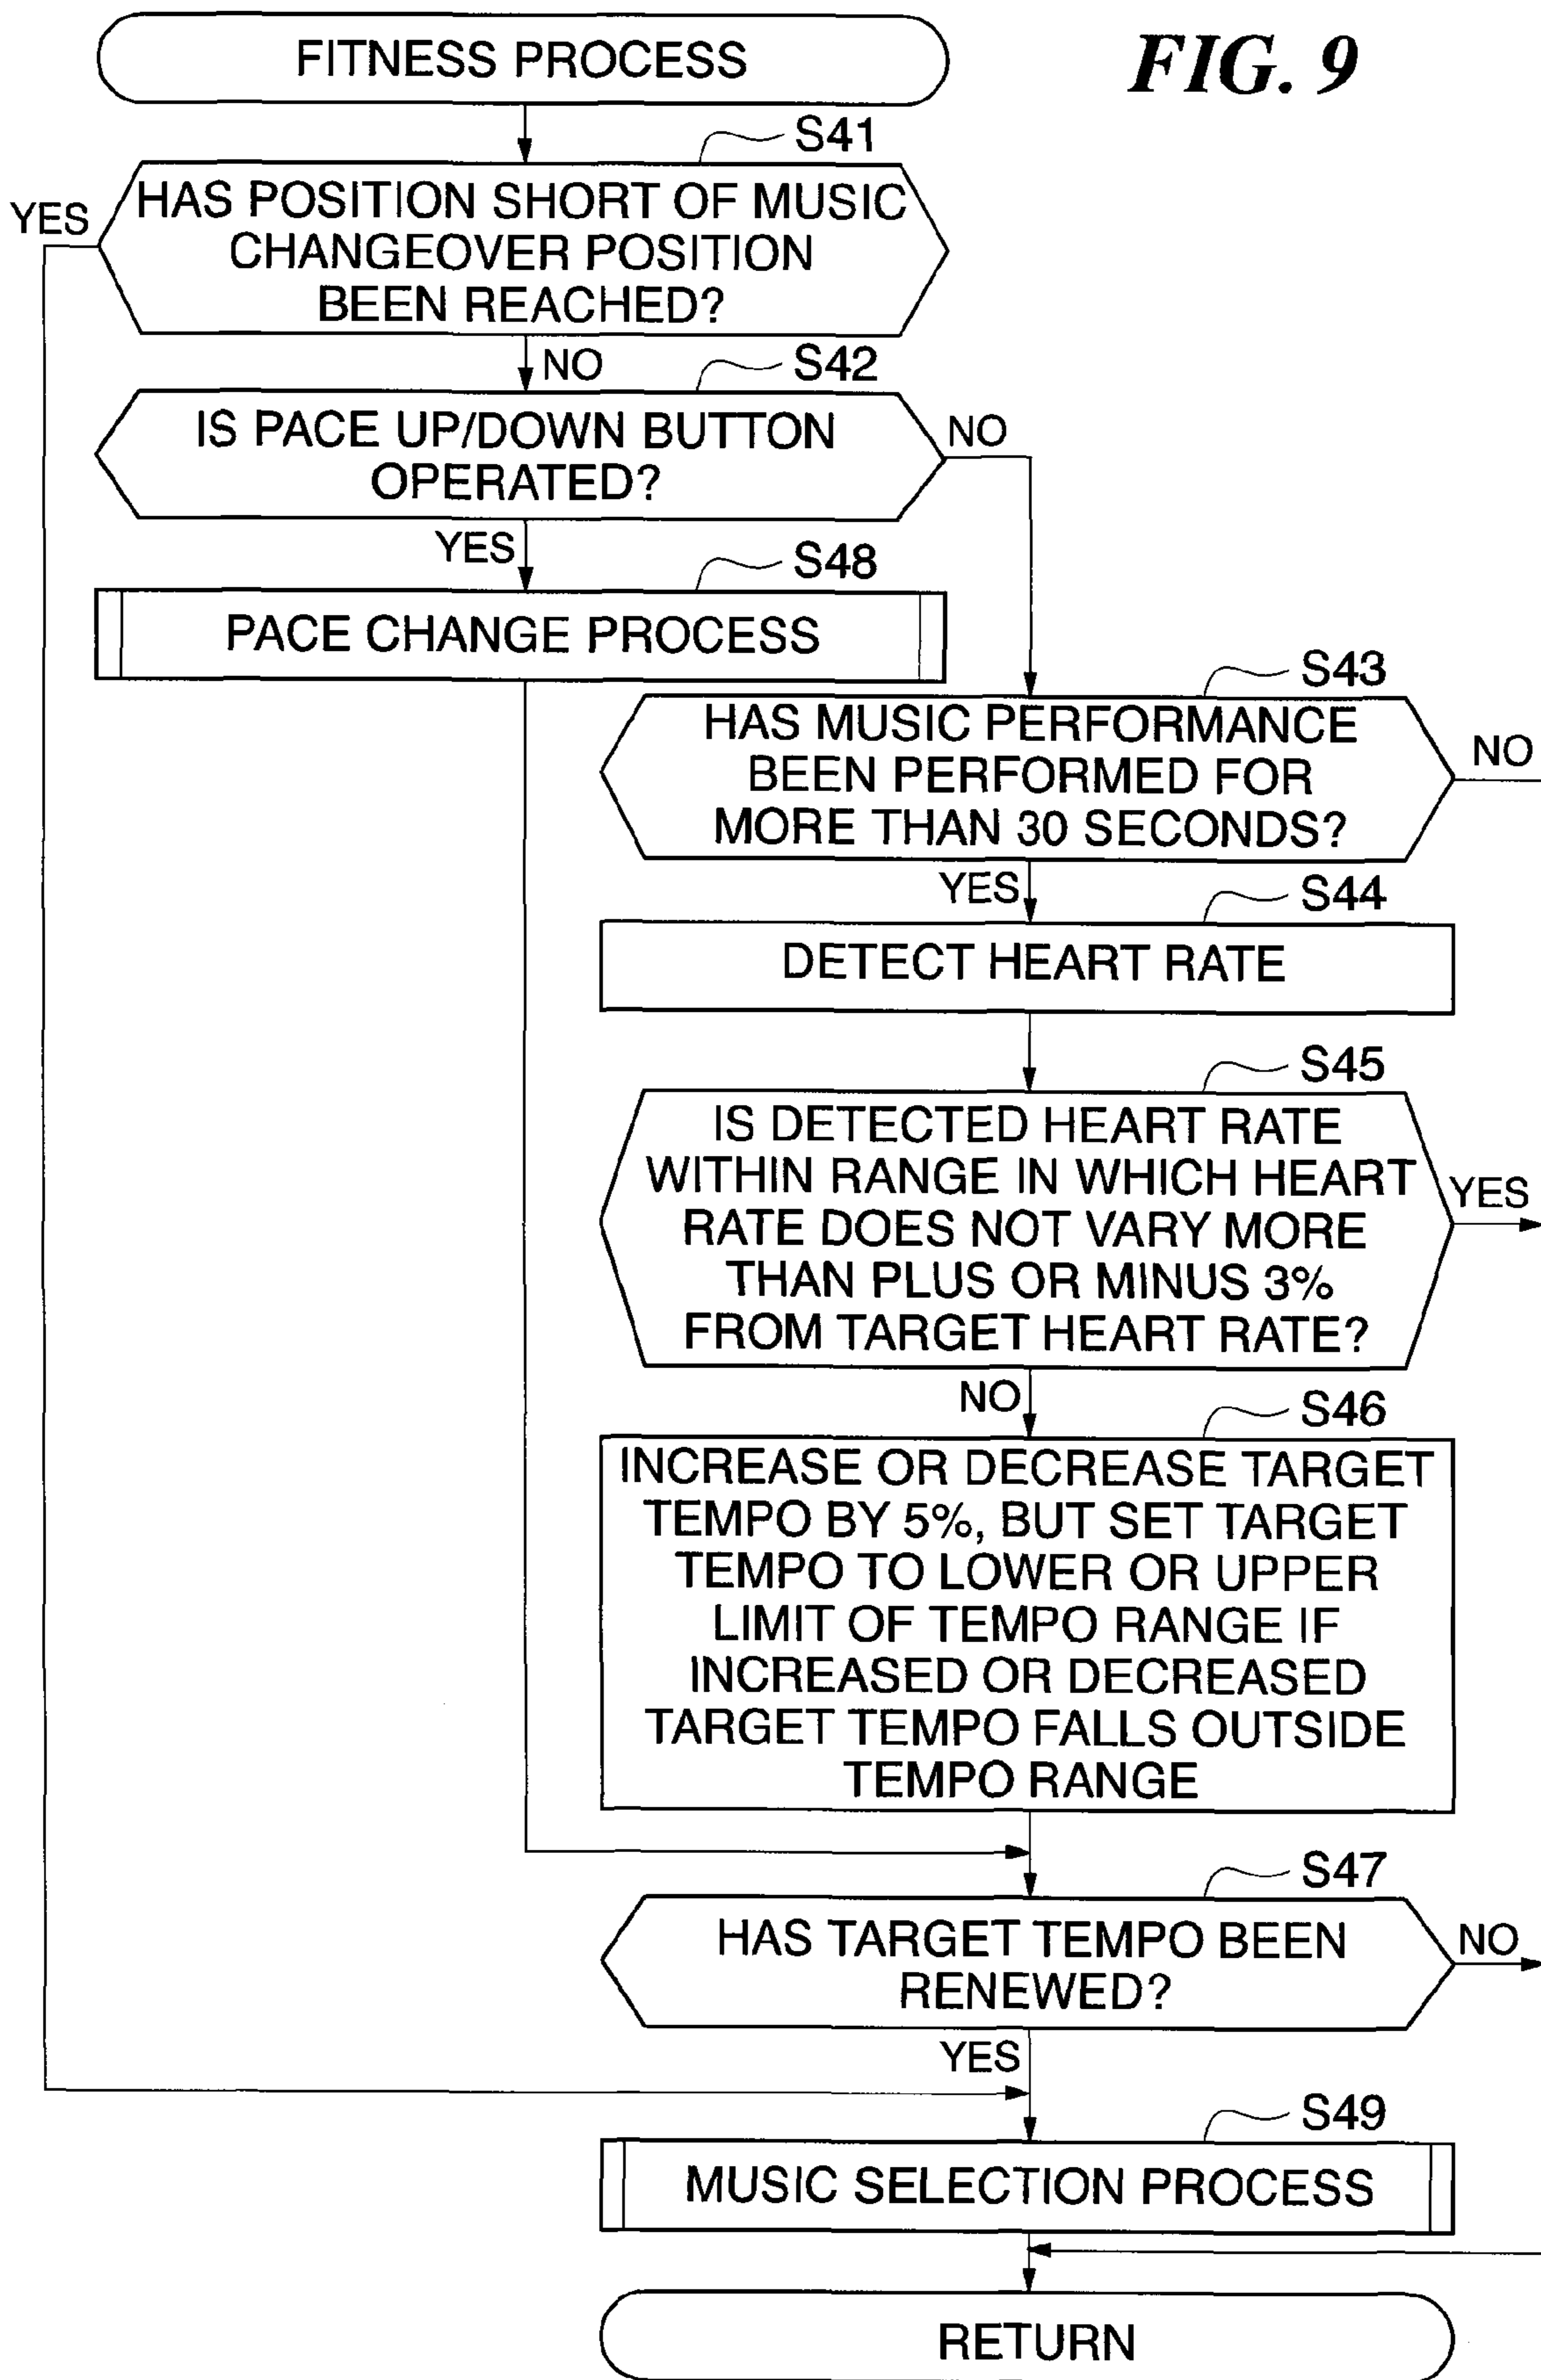 FITNESS PROCESS
FIG. 9
S41
HAS POSITION SHORT OF MUSIC
CHANGEOVER POSITION
BEEN REACHED?
YES
NO
S42
IS PACE UP/DOWN BUTTON
OPERATED?
NO
YES
S48
PACE CHANGE PROCESS
S43
HAS MUSIC PERFORMANCE
BEEN PERFORMED FOR
MORE THAN 30 SECONDS?
NO
YES
S44
DETECT HEART RATE
S45
IS DETECTED HEART RATE
WITHIN RANGE IN WHICH HEART
RATE DOES NOT VARY MORE
THAN PLUS OR MINUS 3%
FROM TARGET HEART RATE?
YES
NO
S46
INCREASE OR DECREASE TARGET
TEMPO BY 5%, BUT SET TARGET
TEMPO TO LOWER OR UPPER
LIMIT OF TEMPO RANGE IF
INCREASED OR DECREASED
TARGET TEMPO FALLS OUTSIDE
TEMPO RANGE
S47
HAS TARGET TEMPO BEEN
RENEWED?
NO
YES
S49
MUSIC SELECTION PROCESS
RETURN